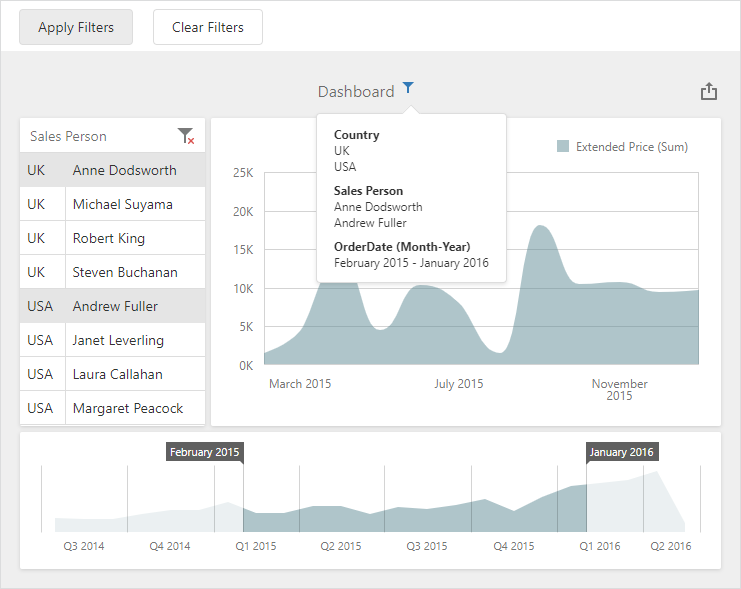 Apply Filters
Clear Filters
Dashboard
Sales Person
UK Anne Dodsworth
UK Michael Suyama
UK Robert King
UK Steven Buchanan
USA Andrew Fuller
USA Janet Leverling
USA Laura Callahan
USA Margaret Peacock
Country
UK
USA
Sales Person
Anne Dodsworth
Andrew Fuller
OrderDate (Month-Year)
February 2015 - January 2016
Extended Price (Sum)
25K
20K
15K
10K
5K
0K
March 2015
July 2015
November
2015
February 2015
January 2016
Q3 2014
Q4 2014
Q1 2015
Q2 2015
Q3 2015
Q4 2015
Q1 2016
Q2 2016